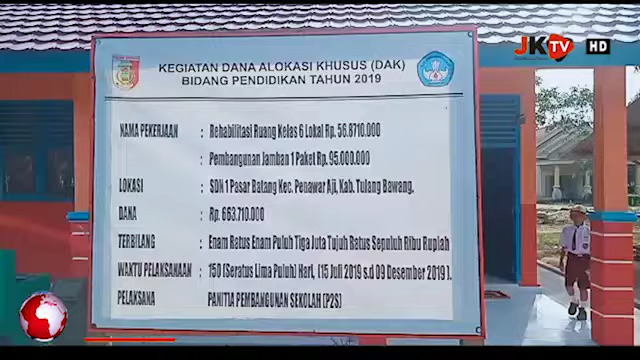 JKTV HD
KEGIATAN DANA ALOKASI KHUSUS (DAK)
BIDANG PENDIDIKAN TAHUN 2019
NAMA PEKERJAAN : Rehabilitasi Ruang Kelas 6 Lokal Rp. 56.8710.000
: Pembangunan Jamban 1 Paket Rp. 95.000.000
LOKASI : SDN 1 Pasar Batang Kec. Penawar Aji, Kab. Tulang Bawang.
DANA : Rp. 653.710.000
TERBILANG : Enam Ratus Enam Puluh Tiga Juta Tujuh Ratus Sepuluh Ribu Rupiah
WAKTU PELAKSANAAN : 150 (Seratus Lima Puluh) Hari, (15 Juli 2019 s.d 09 Desember 2019).
PELAKSANA : PANITIA PEMBANGUNAN SEKOLAH [P2S]